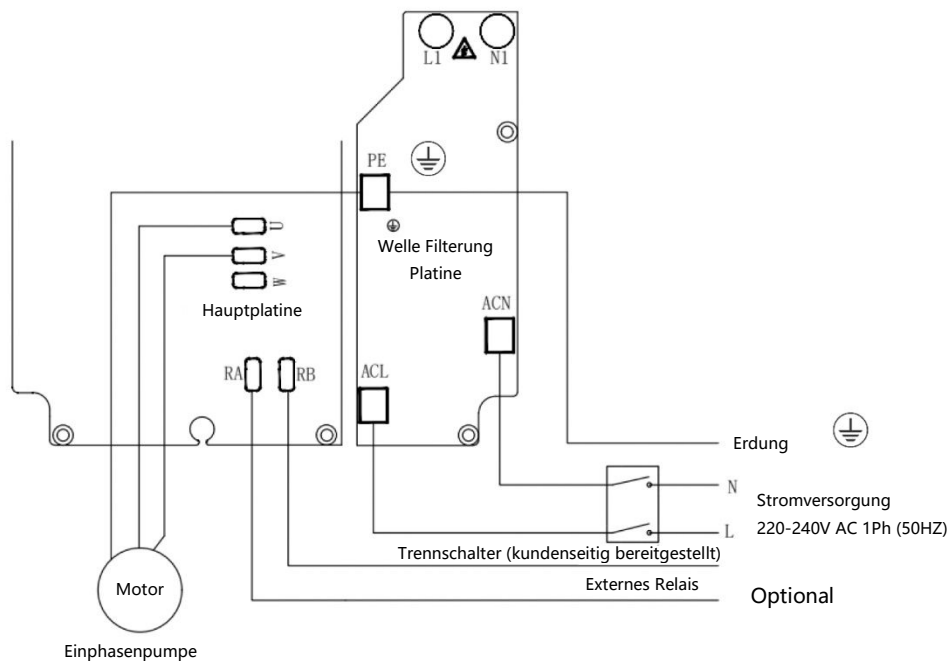 L1
N1
PE
U
V
W
Welle Filterung
Platine
Hauptplatine
ACN
RA
RB
ACL
Erdung
N
Stromversorgung
L
220-240V AC 1Ph (50HZ)
Trennschalter (kundenseitig bereitgestellt)
Externes Relais
Optional
Motor
Einphasenpumpe